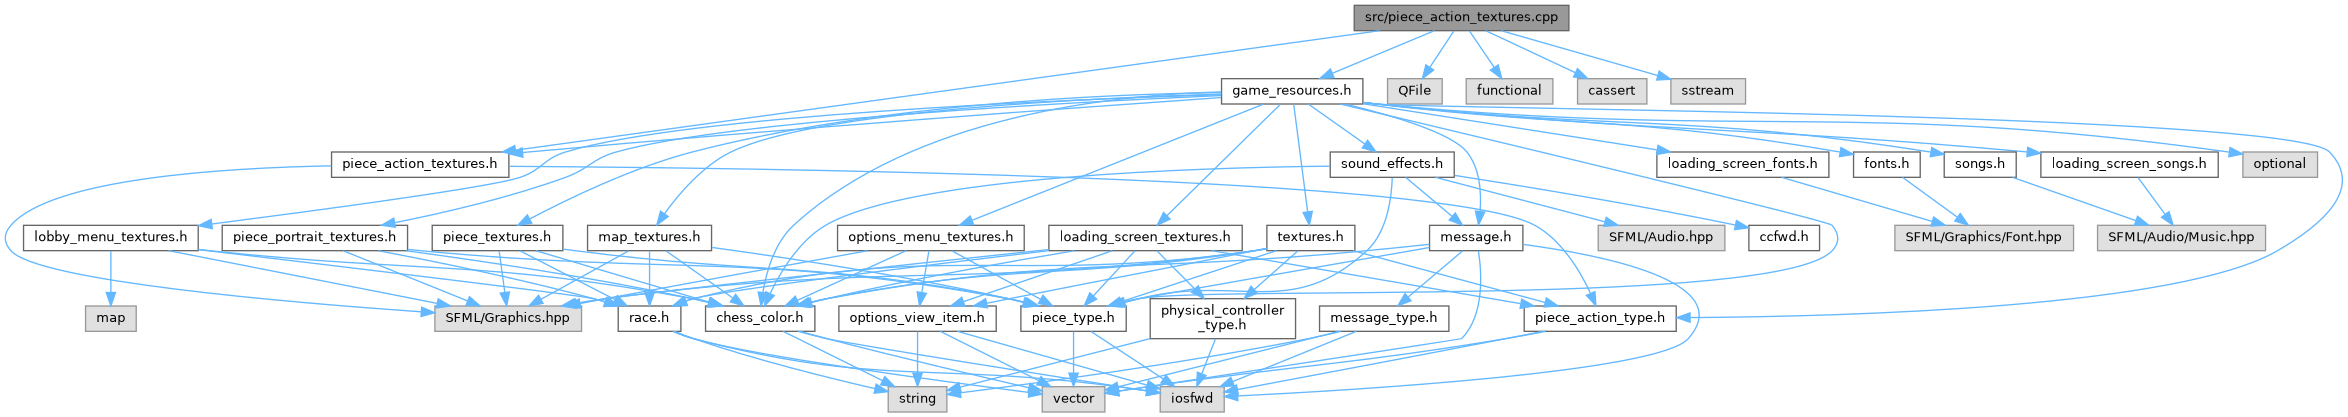 src/piece_action_textures.cpp
game_resources.h
QFile
functional
cassert
sstream
piece_action_textures.h
sound_effects.h
loading_screen_fonts.h
fonts.h
songs.h
loading_screen_songs.h
optional
lobby_menu_textures.h
piece_portrait_textures.h
piece_textures.h
map_textures.h
options_menu_textures.h
loading_screen_textures.h
textures.h
message.h
SFML/Audio.hpp
ccfwd.h
SFML/Graphics/Font.hpp
SFML/Audio/Music.hpp
map
SFML/Graphics.hpp
race.h
chess_color.h
options_view_item.h
piece_type.h
physical_controller
_type.h
message_type.h
piece_action_type.h
string
vector
iosfwd